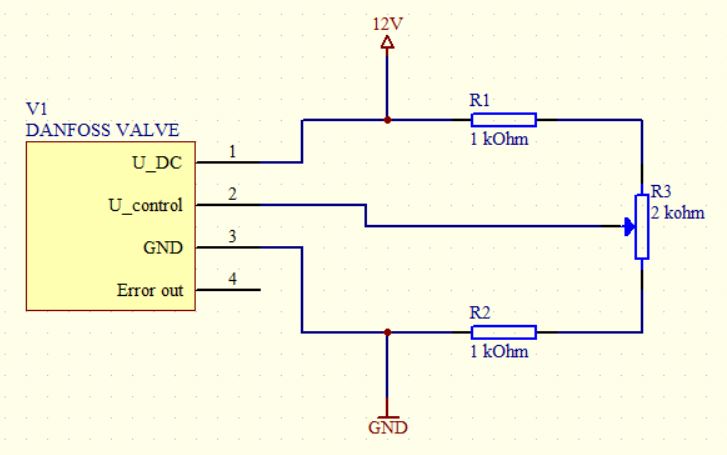 12V
V1
DANFOSS VALVE
R1
1 kOhm
U_DC
1
U_control
2
R3
2 kohm
GND
3
Error out
4
R2
1 kOhm
GND